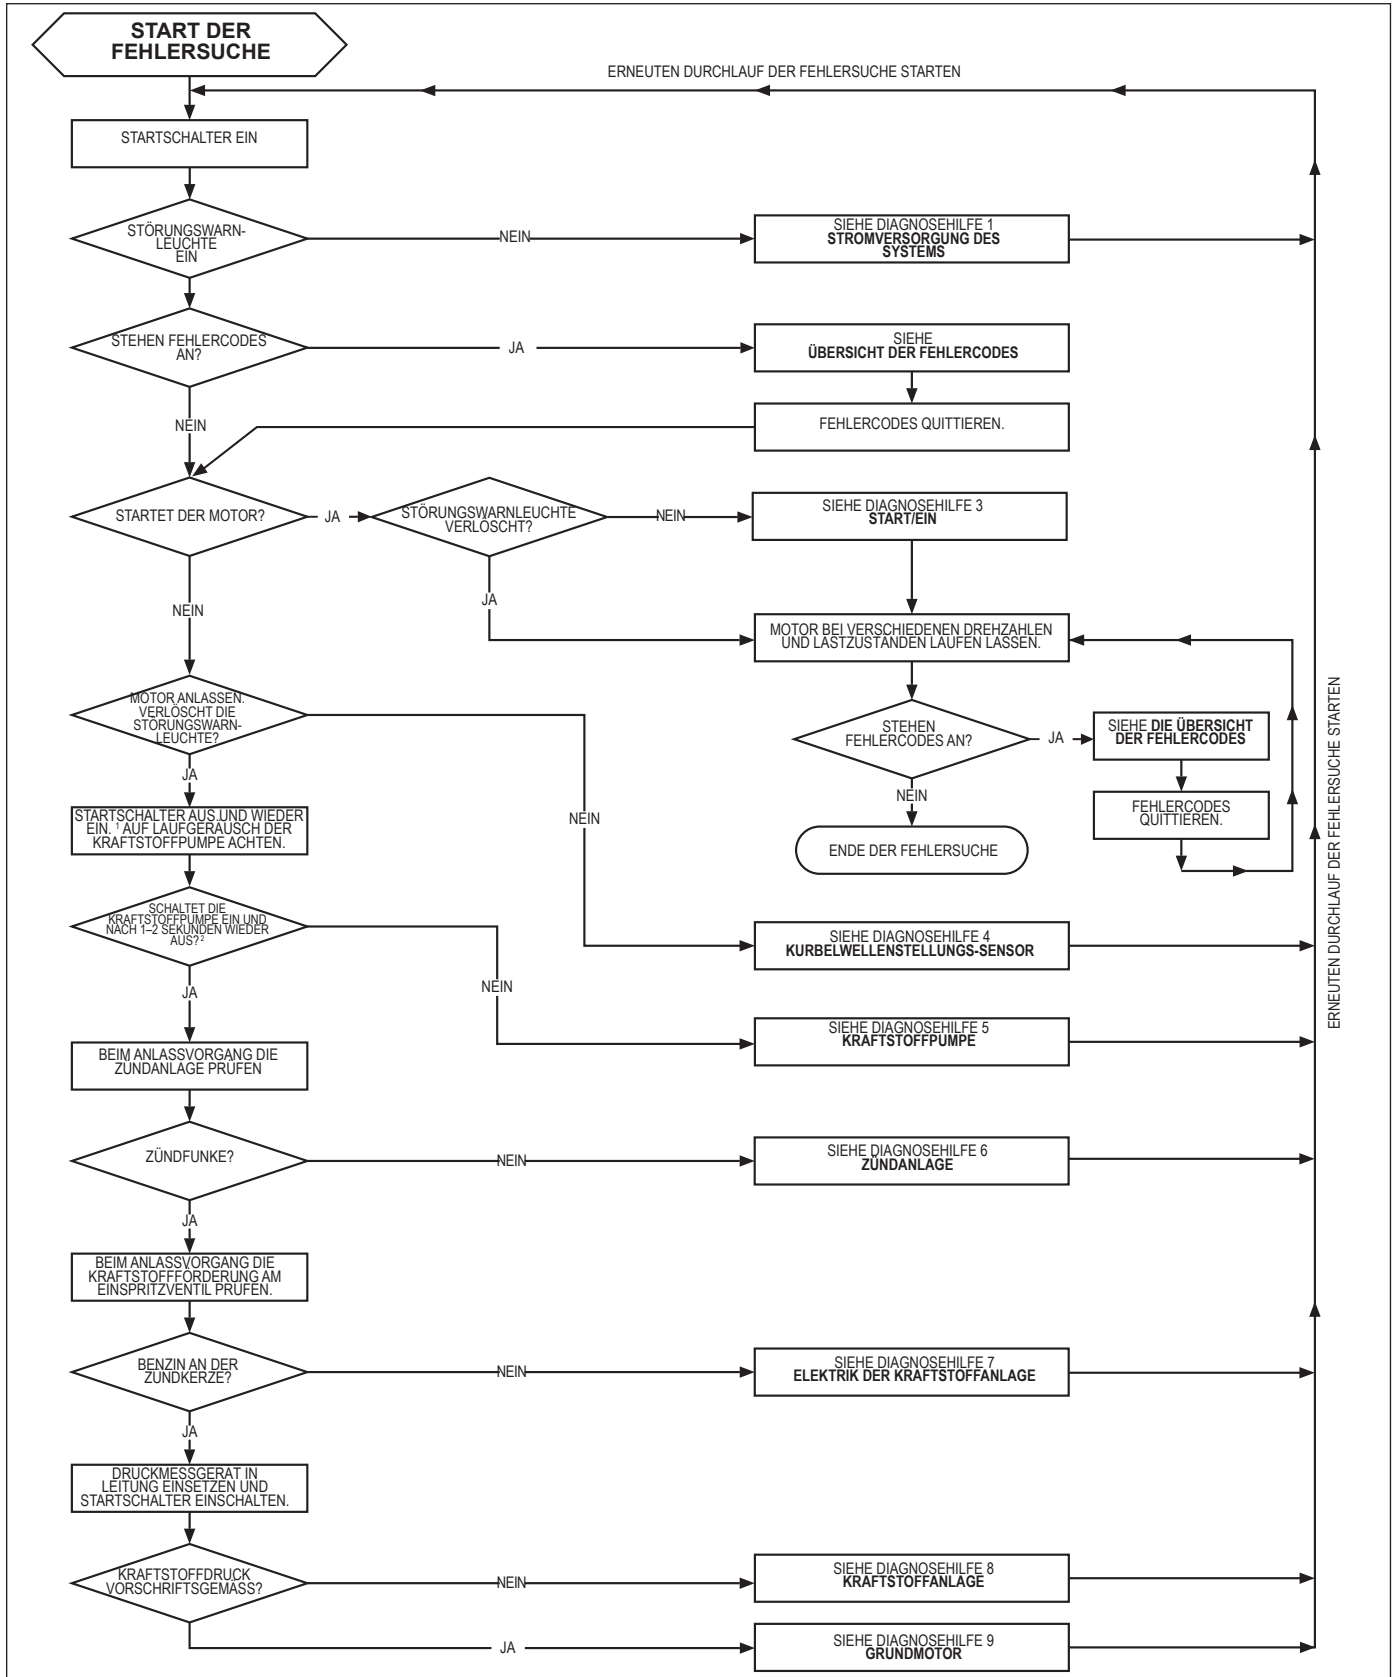 START DER
FEHLERSUCHE
ERNEUTEN DURCHLAUF DER FEHLERSUCHE STARTEN
STARTSCHALTER EIN
STÖRUNGSWARN-
LEUCHTE
EIN
NEIN
SIEHE DIAGNOSEHILFE 1
STROMVERSORGUNG DES
SYSTEMS
STEHEN FEHLERCODES
AN?
JA
SIEHE
ÜBERSICHT DER FEHLERCODES
NEIN
FEHLERCODES QUITTIEREN.
STARTET DER MOTOR?
JA
STÖRUNGSWARNLEUCHTE
VERLÖSCHT?
NEIN
SIEHE DIAGNOSEHILFE 3
START/EIN
NEIN
JA
MOTOR BEI VERSCHIEDENEN DREHZAHLEN
UND LASTZUSTANDEN LAUFEN LASSEN.
MOTOR ANLASSEN.
VERLÖSCHT DIE
STÖRUNGSWARN-
LEUCHTE?
STEHEN
FEHLERCODES AN?
JA
SIEHE DIE ÜBERSICHT
DER FEHLERCODES
ERNEUTEN DURCHLAUF DER FEHLERSUCHE STARTEN
JA
NEIN
FEHLERCODES
QUITTIEREN.
STARTSCHALTER AUS.UND WIEDER
EIN. ¹ AUF LAUFGERÄUSCH DER
KRAFTSTOFFPUMPE ACHTEN.
NEIN
ENDE DER FEHLERSUCHE
SCHALTET DIE
KRAFTSTOFFPUMPE EIN UND
NACH 1–2 SEKUNDEN WIEDER
AUS? ²
SIEHE DIAGNOSEHILFE 4
KURBELWELLENSTELLUNGS-SENSOR
JA
NEIN
SIEHE DIAGNOSEHILFE 5
KRAFTSTOFFPUMPE
BEIM ANLASSVORGANG DIE
ZÜNDANLAGE PRÜFEN
ZÜNDFUNKE?
NEIN
SIEHE DIAGNOSEHILFE 6
ZÜNDANLAGE
JA
BEIM ANLASSVORGANG DIE
KRAFTSTOFFFÖRDERUNG AM
EINSPRITZVENTIL PRÜFEN.
BENZIN AN DER
ZÜNDKERZE?
NEIN
SIEHE DIAGNOSEHILFE 7
ELEKTRIK DER KRAFTSTOFFANLAGE
JA
DRUCKMESSGERÄT IN
LEITUNG EINSETZEN UND
STARTSCHALTER EINSCHALTEN.
KRAFTSTOFFDRUCK
VORSCHRIFTSGEMÄSS?
NEIN
SIEHE DIAGNOSEHILFE 8
KRAFTSTOFFANLAGE
JA
SIEHE DIAGNOSEHILFE 9
GRUNDMOTOR